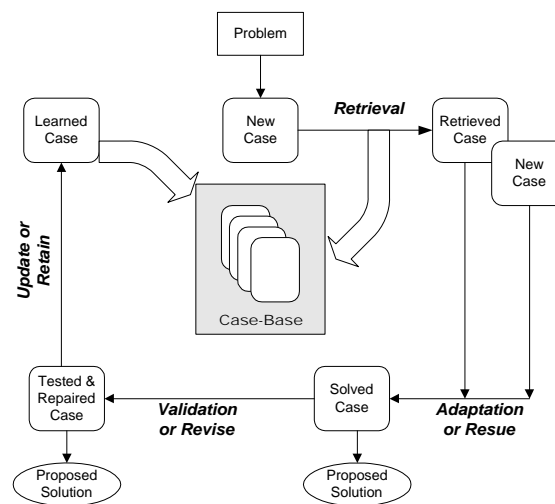 Problem
Learned
Case
New
Case
Retrieval
Retrieved
Case
New
Case
Case-Base
Update or
Retain
Tested &
Repaired
Case
Validation
or Revise
Solved
Case
Adaptation
or Resue
Proposed
Solution
Proposed
Solution